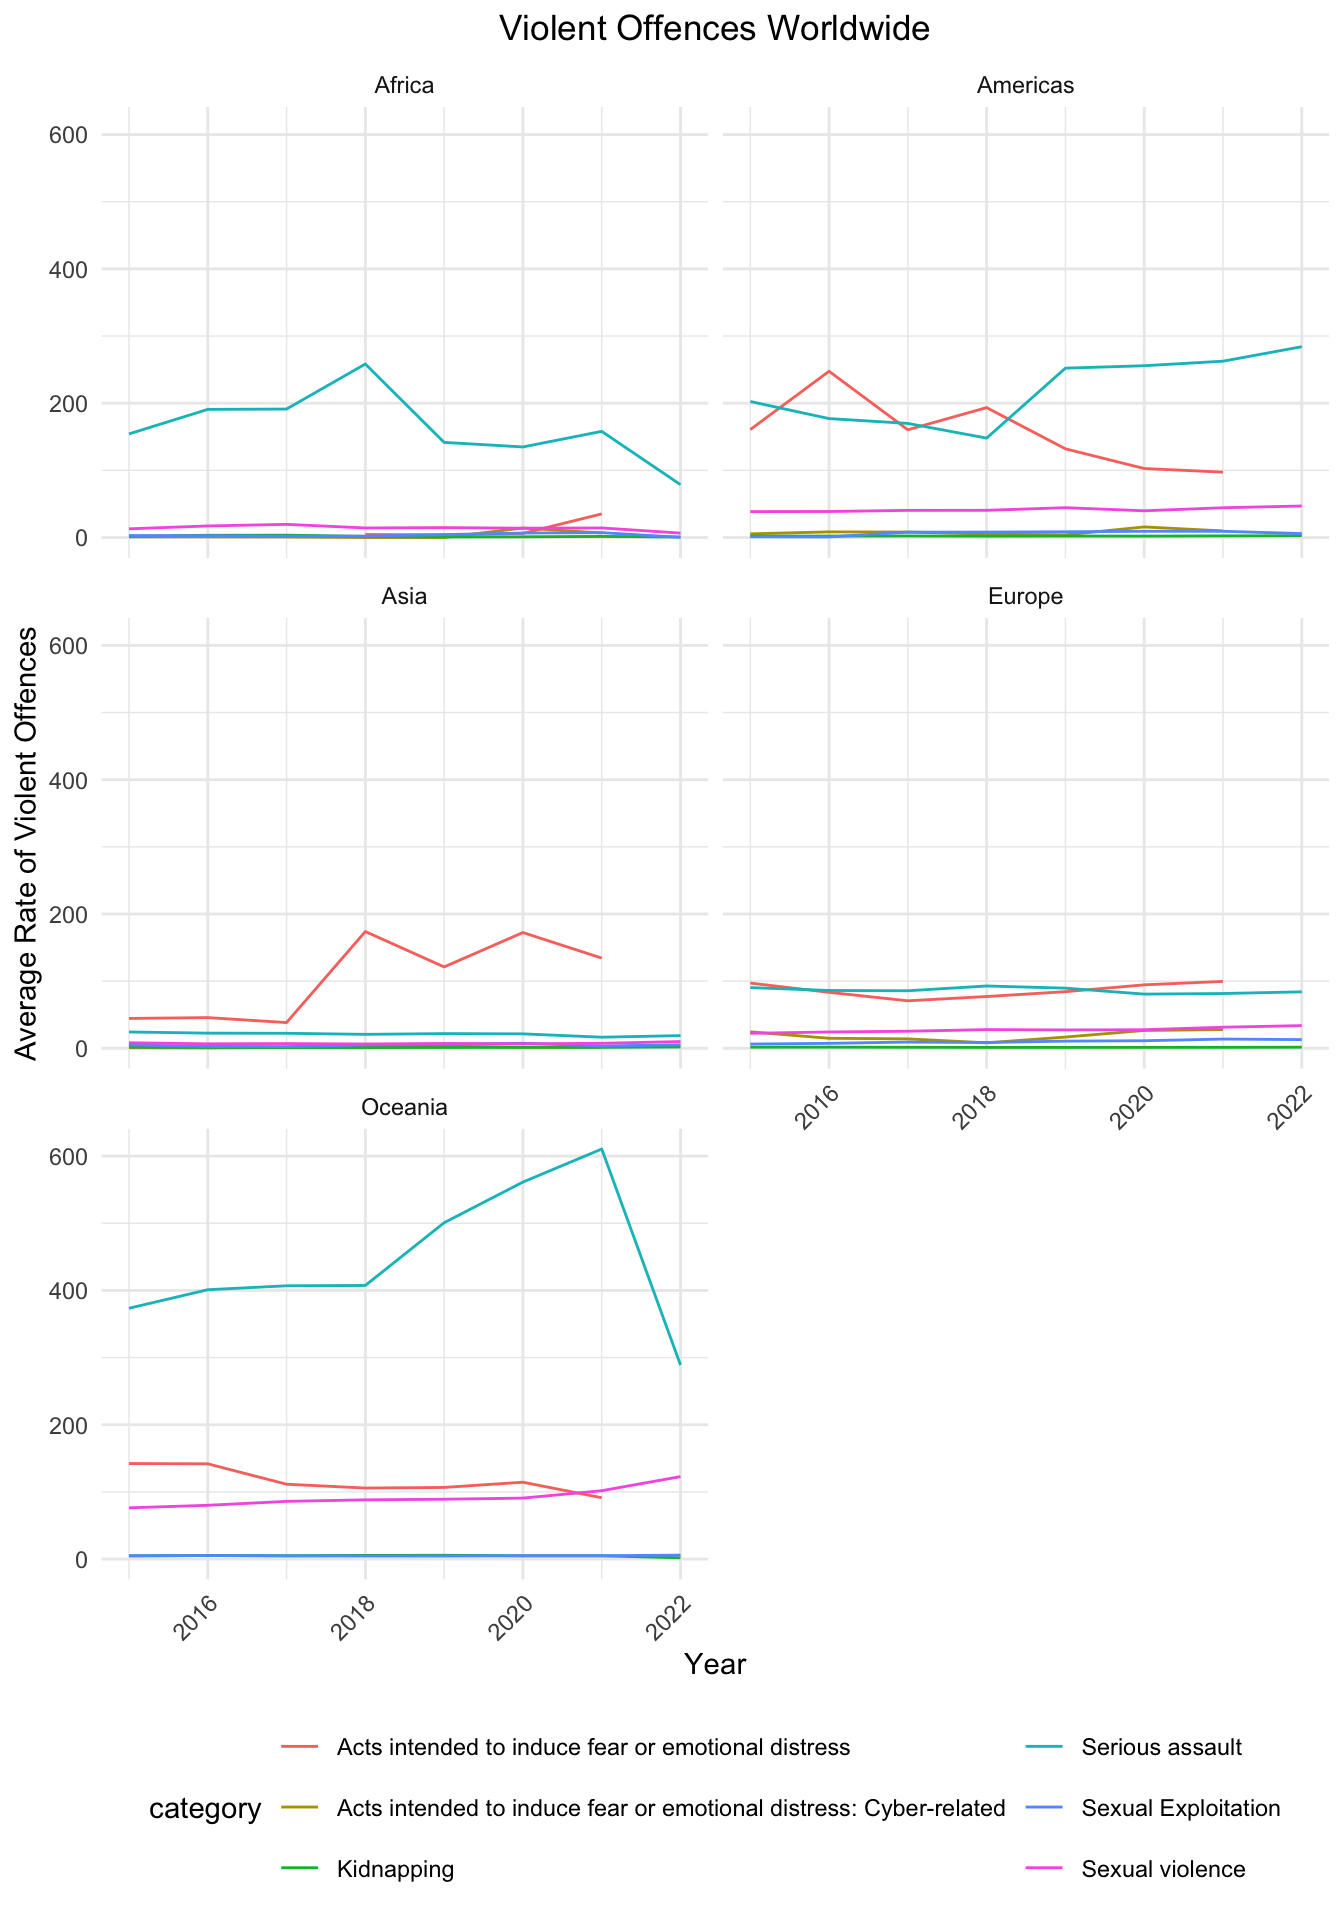 Violent Offences Worldwide
Africa
Americas
600
400
200
0
Asia
Europe
Average Rate of Violent Offences
600
400
200
0
2016
2018
2020
2022
Oceania
600
400
200
0
2016
2018
2020
2022
Year
category
Acts intended to induce fear or emotional distress
Acts intended to induce fear or emotional distress: Cyber-related
Kidnapping
Serious assault
Sexual Exploitation
Sexual violence